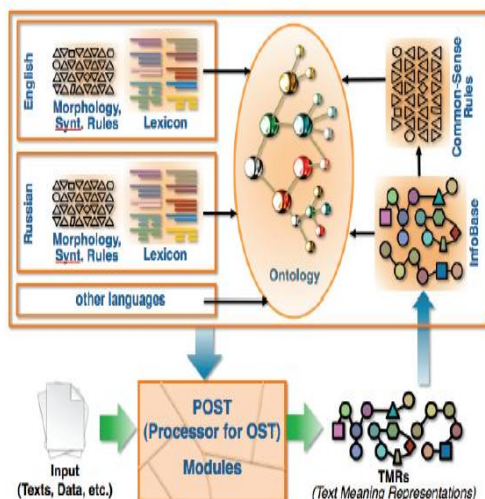 English
Morphology,
Synt. Rules
Lexicon
Russian
Morphology,
Synt. Rules
Lexicon
other languages
Ontology
Common-Sense
Rules
InfoBase
Input
(Texts, Data, etc.)
POST
(Processor for OST)
Modules
TMRs
(Text Meaning Representations)